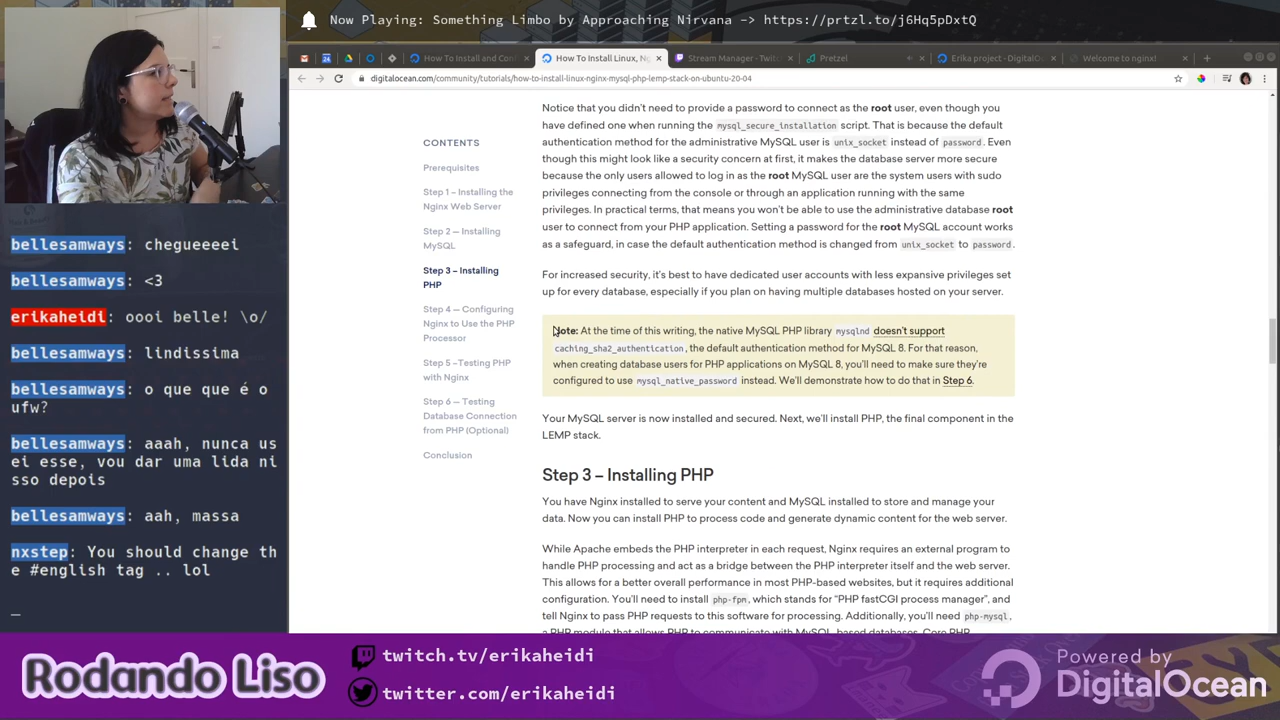 Now Playing: Something Limbo by Approaching Nirvana -> https://prtzl.to/j6Hq5pDxtQ
How To Install and Con
How To Install Linux, N
Stream Manager - Twitc
Pretzel
Erika project - DigitalO
Welcome to nginx!
digitalocean.com/community/tutorials/how-to-install-linux-nginx-mysql-php-lemp-stack-on-ubuntu-20-04
bellesamways: chegueeeei
bellesamways: <3
erikaheidi: oooi belle! \o/
bellesamways: lindissima
bellesamways: o que que é o
ufw?
bellesamways: aaah, nunca us
ei esse, vou dar uma lida ni
sso depois
bellesamways: aah, massa
nxstep: You should change th
e #english tag .. lol
CONTENTS
Prerequisites
Step 1 – Installing the
Nginx Web Server
Step 2 — Installing
MySQL
Step 3 – Installing
PHP
Step 4 — Configuring
Nginx to Use the PHP
Processor
Step 5 –Testing PHP
with Nginx
Step 6 — Testing
Database Connection
from PHP (Optional)
Conclusion
Notice that you didn't need to provide a password to connect as the root user, even though you
have defined one when running the mysql_secure_installation script. That is because the default
authentication method for the administrative MySQL user is unix_socket instead of password. Even
though this might look like a security concern at first, it makes the database server more secure
because the only users allowed to log in as the root MySQL user are the system users with sudo
privileges connecting from the console or through an application running with the same
privileges. In practical terms, that means you won't be able to use the administrative database root
user to connect from your PHP application. Setting a password for the root MySQL account works
as a safeguard, in case the default authentication method is changed from unix_socket to password.
For increased security, it's best to have dedicated user accounts with less expansive privileges set
up for every database, especially if you plan on having multiple databases hosted on your server.
Note: At the time of this writing, the native MySQL PHP library mysqlnd doesn't support
caching_sha2_authentication, the default authentication method for MySQL 8. For that reason,
when creating database users for PHP applications on MySQL 8, you'll need to make sure they're
configured to use mysql_native_password instead. We'll demonstrate how to do that in Step 6.
Your MySQL server is now installed and secured. Next, we'll install PHP, the final component in the
LEMP stack.
Step 3 – Installing PHP
You have Nginx installed to serve your content and MySQL installed to store and manage your
data. Now you can install PHP to process code and generate dynamic content for the web server.
While Apache embeds the PHP interpreter in each request, Nginx requires an external program to
handle PHP processing and act as a bridge between the PHP interpreter itself and the web server.
This allows for a better overall performance in most PHP-based websites, but it requires additional
configuration. You'll need to install php-fpm, which stands for “PHP fastCGI process manager”, and
tell Nginx to pass PHP requests to this software for processing. Additionally, you'll need php-mysql,
a PHP module that allows PHP to communicate with MySQL-based databases. Core PHP
Rodando Liso
twitch.tv/erikaheidi
twitter.com/erikaheidi
Powered by
DigitalOcean